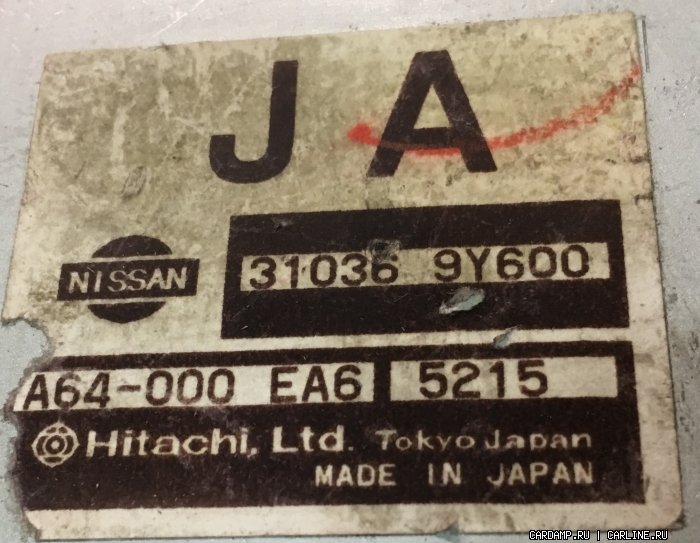 JA
NISSAN
31036 9Y600
A64-000 EA6 5215
Hitachi, Ltd. Tokyo Japan
MADE IN JAPAN
CARDAMP.RU | CARLINE.RU